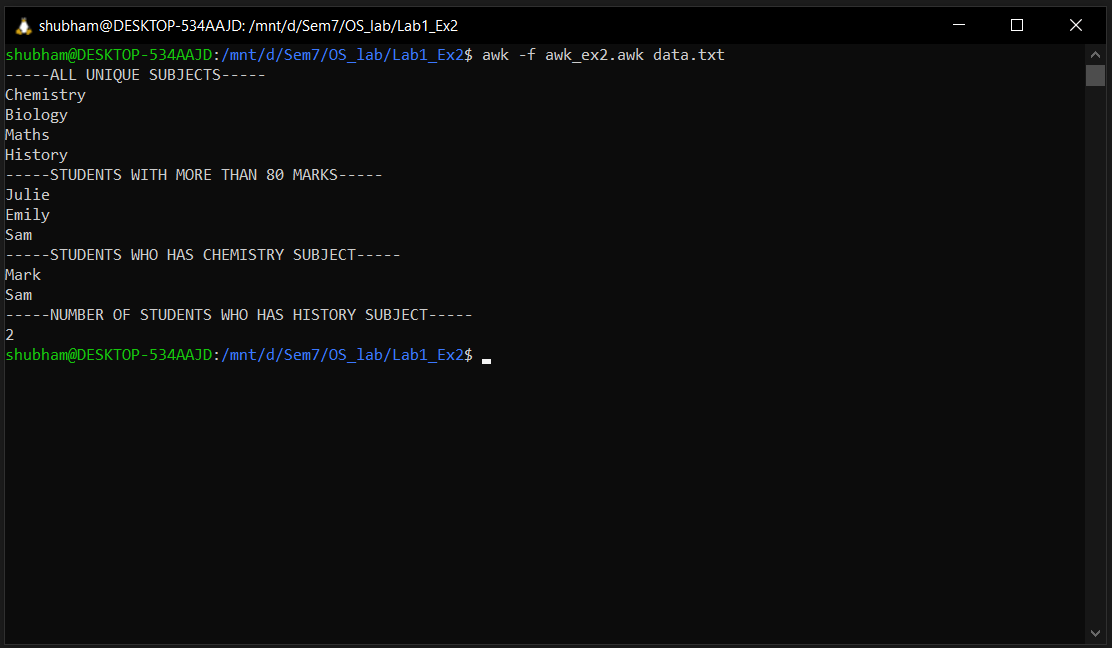 shubham@DESKTOP-534AAJD: /mnt/d/Sem7/OS_lab/Lab1_Ex2
shubham@DESKTOP-534AAJD:/mnt/d/Sem7/OS_lab/Lab1_Ex2$ awk -f awk_ex2.awk data.txt
-----ALL UNIQUE SUBJECTS-----
Chemistry
Biology
Maths
History
-----STUDENTS WITH MORE THAN 80 MARKS-----
Julie
Emily
Sam
-----STUDENTS WHO HAS CHEMISTRY SUBJECT-----
Mark
Sam
-----NUMBER OF STUDENTS WHO HAS HISTORY SUBJECT-----
2
shubham@DESKTOP-534AAJD:/mnt/d/Sem7/OS_lab/Lab1_Ex2$